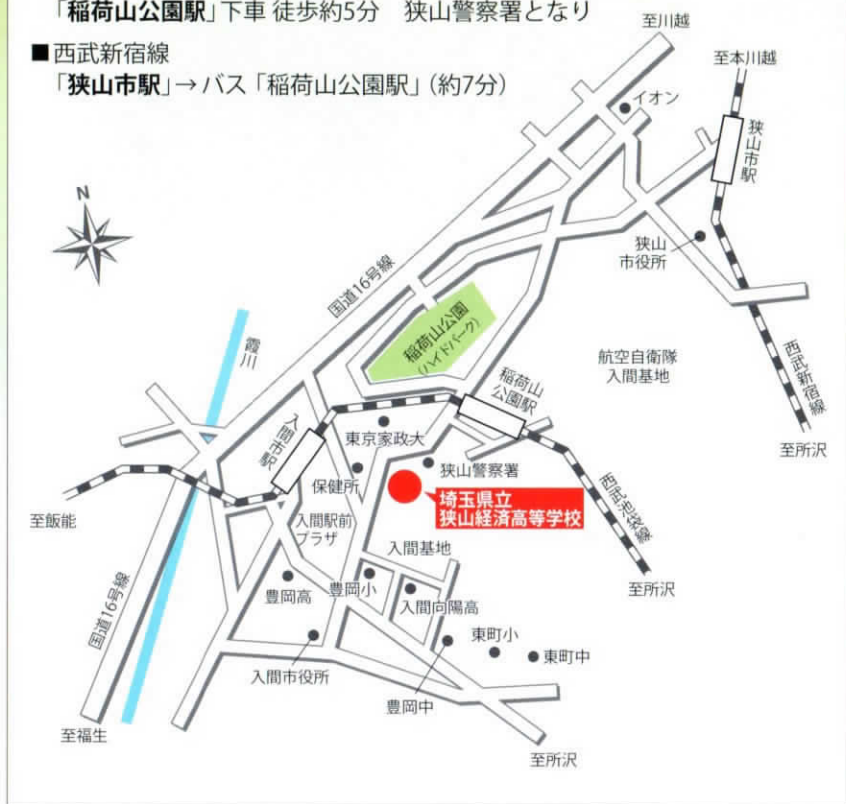 「稲荷山公園駅」下車 徒歩約5分　狭山警察署となり
■西武新宿線
「狭山市駅」→バス「稲荷山公園駅」(約7分)
至川越
至本川越
イオン
狭山市駅
N
狭山
市役所
国道16号線
稲荷山公園
(ハイドパーク)
霞川
航空自衛隊
入間基地
西武新宿線
稲荷山
公園駅
入間市駅
東京家政大
至所沢
保健所
狭山警察署
埼玉県立
狭山経済高等学校
西武池袋線
至飯能
入間駅前
プラザ
入間基地
豊岡高
豊岡小
入間向陽高
至所沢
国道16号線
東町小
東町中
入間市役所
豊岡中
至福生
至所沢